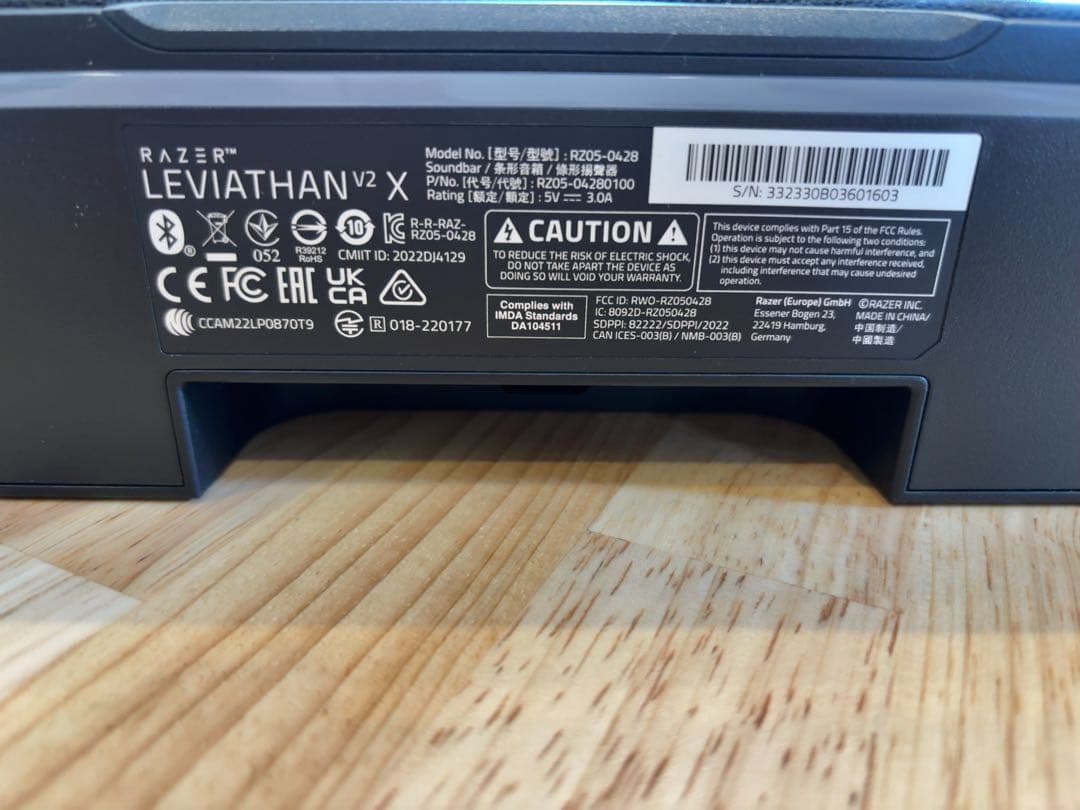 RAZER™
LEVIATHAN V2 X
Model No. [型号/型號] : RZ05-0428
Soundbar / 条形音箱 / 條形揚聲器
P/No. [代号/代號] : RZ05-04280100
Rating [额定/額定] : 5V ⎓ 3.0A
S/N: 332330B03601603
®
052
R39212
RoHS
10
R-R-RAZ-
RZ05-0428
CMIIT ID: 2022DJ4129
CE FC EAC UK
CA
CCAM22LP0870T9
R 018-220177
CAUTION
TO REDUCE THE RISK OF ELECTRIC SHOCK,
DO NOT TAKE APART THE DEVICE AS
DOING SO WILL VOID YOUR WARRANTY.
This device complies with Part 15 of the FCC Rules.
Operation is subject to the following two conditions:
(1) this device may not cause harmful interference, and
(2) this device must accept any interference received,
including interference that may cause undesired
operation.
Complies with
IMDA Standards
DA104511
FCC ID: RWO-RZ050428
IC: 8092D-RZ050428
SDPPI: 82222/SDPPI/2022
CAN ICES-003(B) / NMB-003(B)
Razer (Europe) GmbH
Essener Bogen 23,
22419 Hamburg,
Germany
©RAZER INC.
MADE IN CHINA/
中国制造/
中國製造